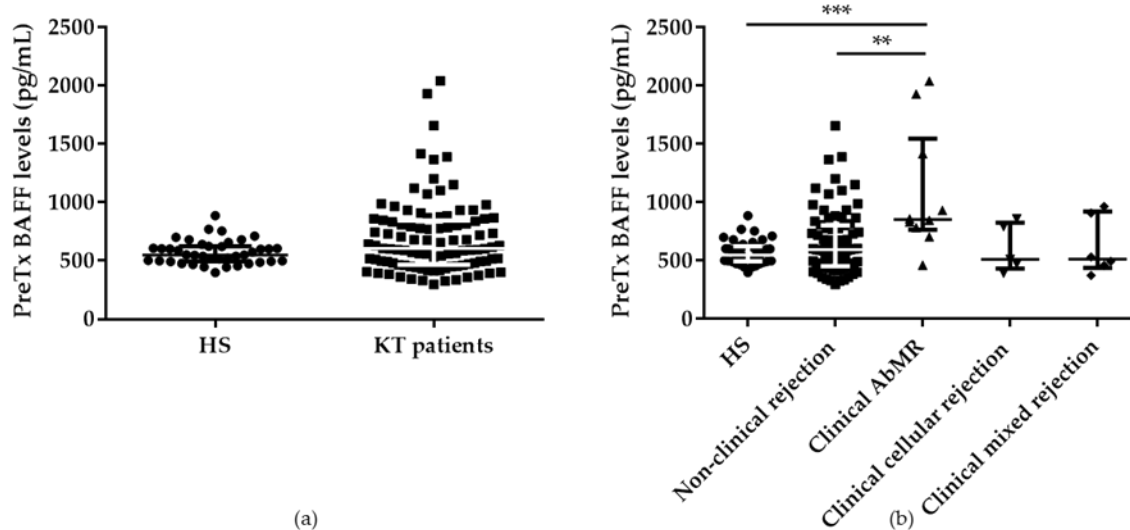 PreTx BAFF levels (pg/mL)
2500
2000
1500
1000
500
0
HS
KT patients
(a)
PreTx BAFF levels (pg/mL)
2500
2000
1500
1000
500
0
***
**
HS
Non-clinical rejection
Clinical AbMR
Clinical cellular rejection
Clinical mixed rejection
(b)